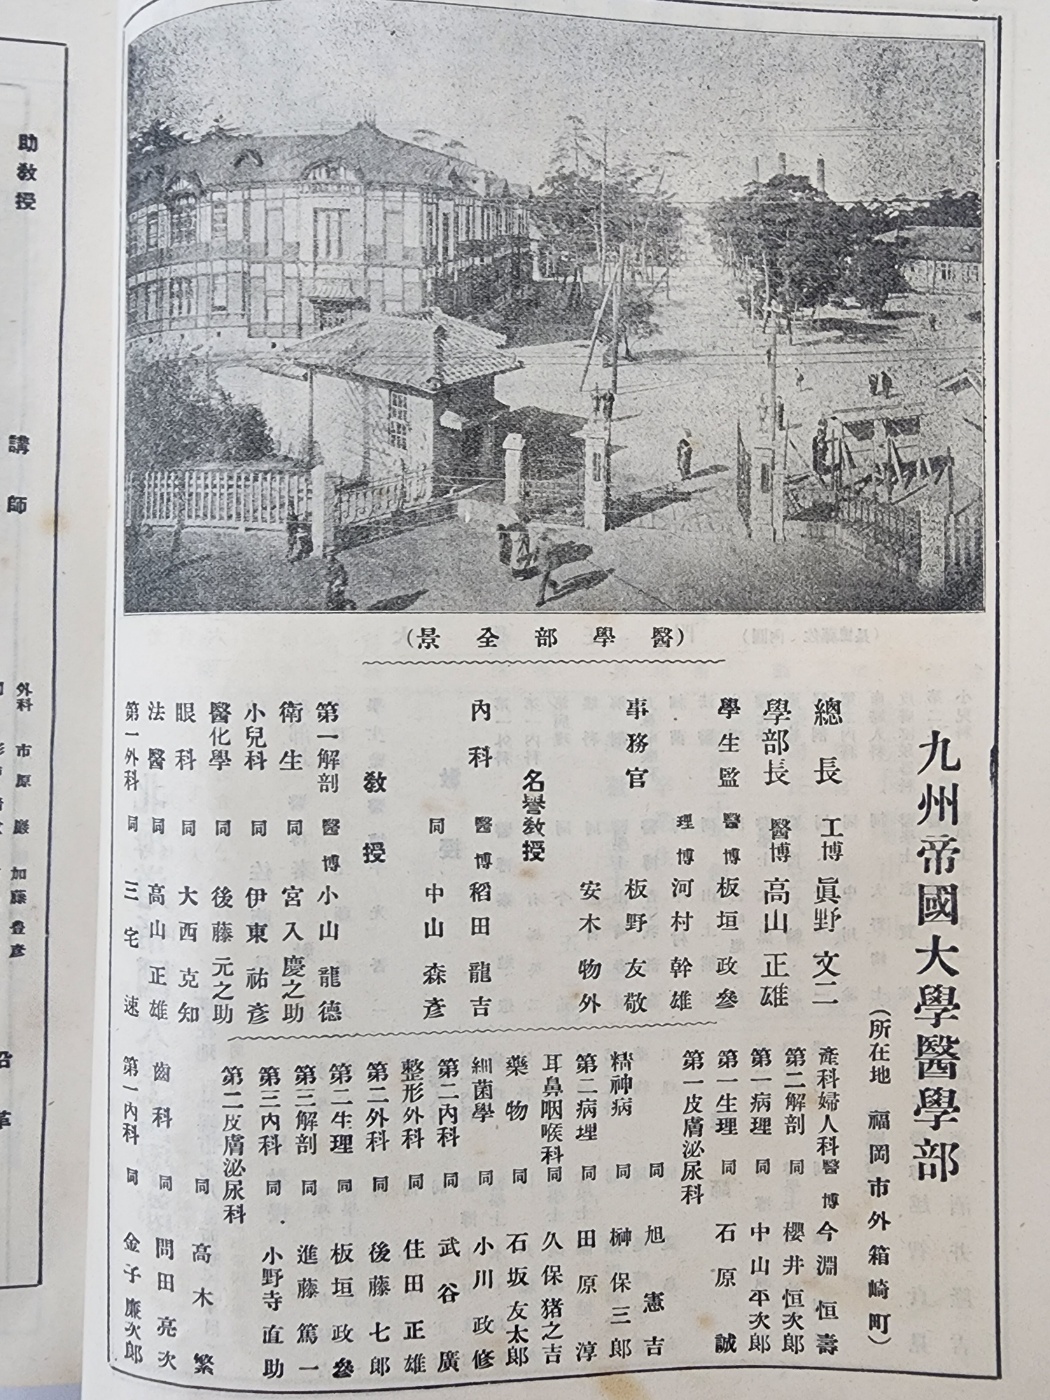 九州帝國大學醫學部
(所在地 福岡市外箱崎町)
(醫學部全景)
總長 工博 眞野文二
學部長 醫博 高山正雄
學生監 醫博 板垣政參
理博 河村幹雄
事務官 板野友敬
安木物外
名譽教授
內科 醫博 稻田龍吉
同 中山森彥
教授
第一解剖 醫博 小山龍德
衛生 同 宮入慶之助
小兒科 同 伊東祐彥
醫化學 同 後藤元之助
眼科 同 大西克知
法醫 同 高山正雄
第一外科 同 三宅速
產科婦人科 醫博 今淵恒壽
第二解剖 同 櫻井恒次郎
第一病理 同 中山平次郎
第一生理 同 石原誠
第一皮膚泌尿科 同 旭憲吉
精神病 同 榊保三郎
第二病理 同 田原淳
耳鼻咽喉科 同 久保猪之吉
藥物 同 石坂友太郎
細菌學 同 小川政修
第二內科 同 武谷廣
整形外科 同 住田正雄
第二外科 同 後藤七郎
第二生理 同 板垣政參
第三解剖 同 進藤篤一
第三內科 同 小野寺直助
第二皮膚泌尿科 同 高木繁
齒科 同 問田亮次
第一內科 同 金子廉次郎
助教授
講師
外科 市原嚴 加藤豊彥
沿革